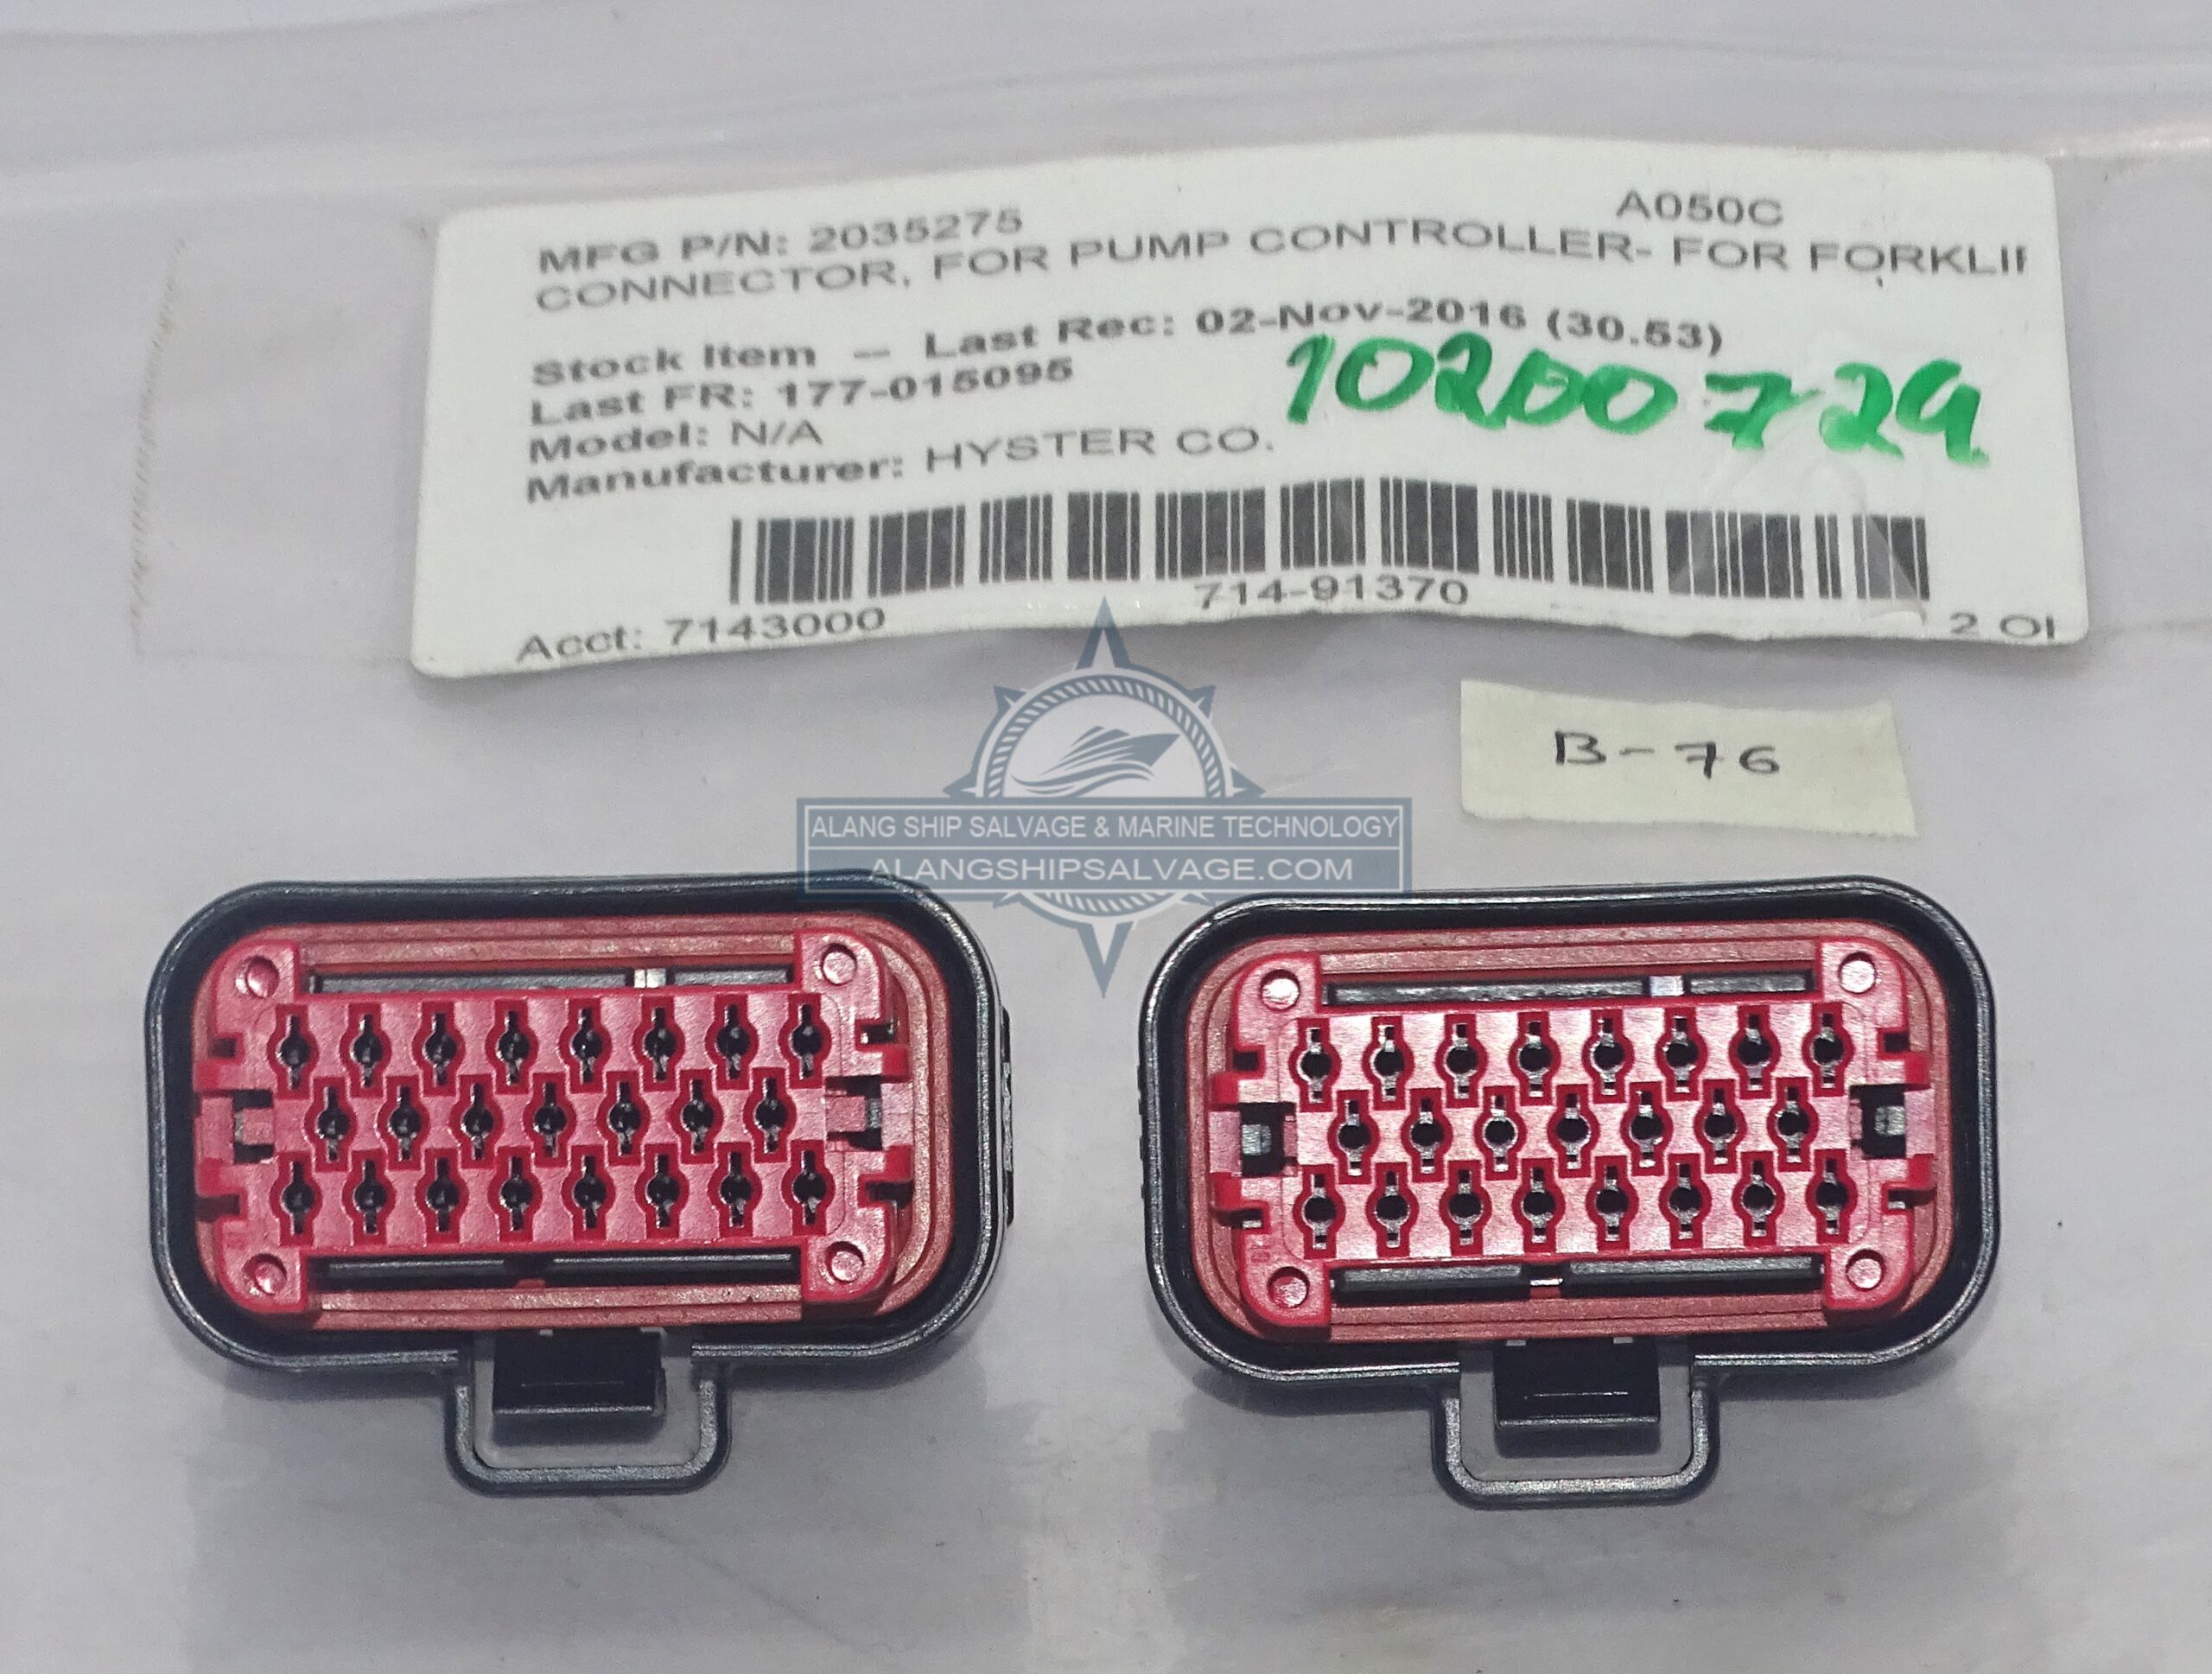 A050C
MFG P/N: 2035275
CONNECTOR, FOR PUMP CONTROLLER- FOR FORKLIF
Stock Item -- Last Rec: 02-Nov-2016 (30.53)
Last FR: 177-015095
10200729
Model: N/A
Manufacturer: HYSTER CO.
714-91370
Acct: 7143000
2 OI
B-76
ALANG SHIP SALVAGE & MARINE TECHNOLOGY
ALANGSHIPSALVAGE.COM